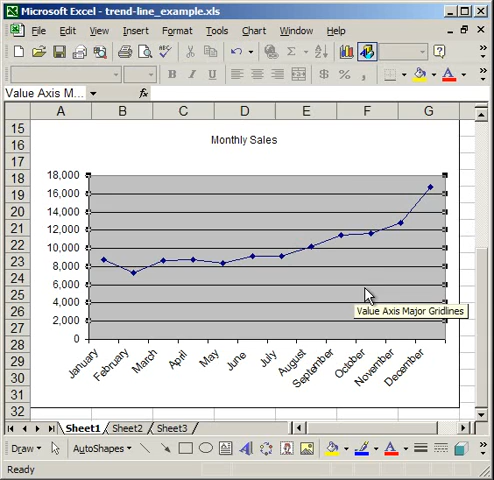 Microsoft Excel - trend-line_example.xls
File Edit View Insert Format Tools Chart Window
Value Axis M... fx
A B C D E F G
15
16
17
18
19
20
21
22
23
24
25
26
27
28
29
30
31
32
Monthly Sales
18,000
16,000
14,000
12,000
10,000
8,000
6,000
4,000
2,000
0
Value Axis Major Gridlines
January February March April May June July August September October November December
Sheet1 Sheet2 Sheet3
Draw AutoShapes
Ready